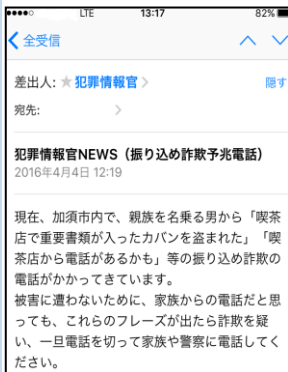 LTE 13:17 82%
全受信
差出人: ★犯罪情報官 隠す
宛先:
犯罪情報官NEWS（振り込め詐欺予兆電話）
2016年4月4日 12:19
現在、加須市内で、親族を名乗る男から「喫茶
店で重要書類が入ったカバンを盗まれた」「喫
茶店から電話があるかも」等の振り込め詐欺の
電話がかかってきています。
被害に遭わないために、家族からの電話だと思
っても、これらのフレーズが出たら詐欺を疑
い、一旦電話を切って家族や警察に電話してく
ださい。